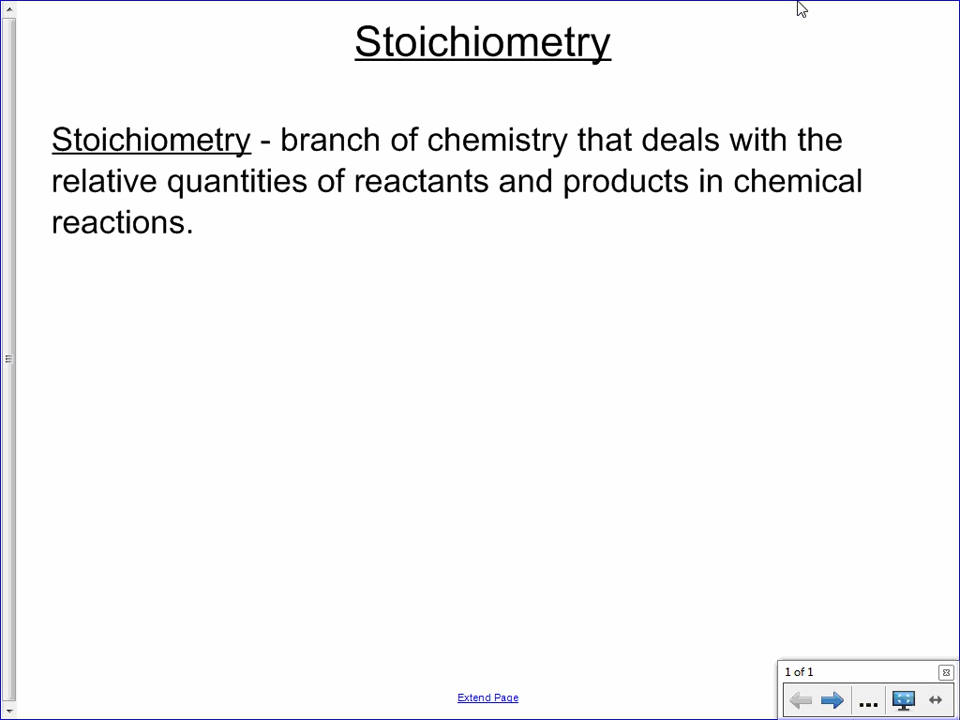 Stoichiometry
Stoichiometry - branch of chemistry that deals with the
relative quantities of reactants and products in chemical
reactions.
1 of 1
...
Extend Page